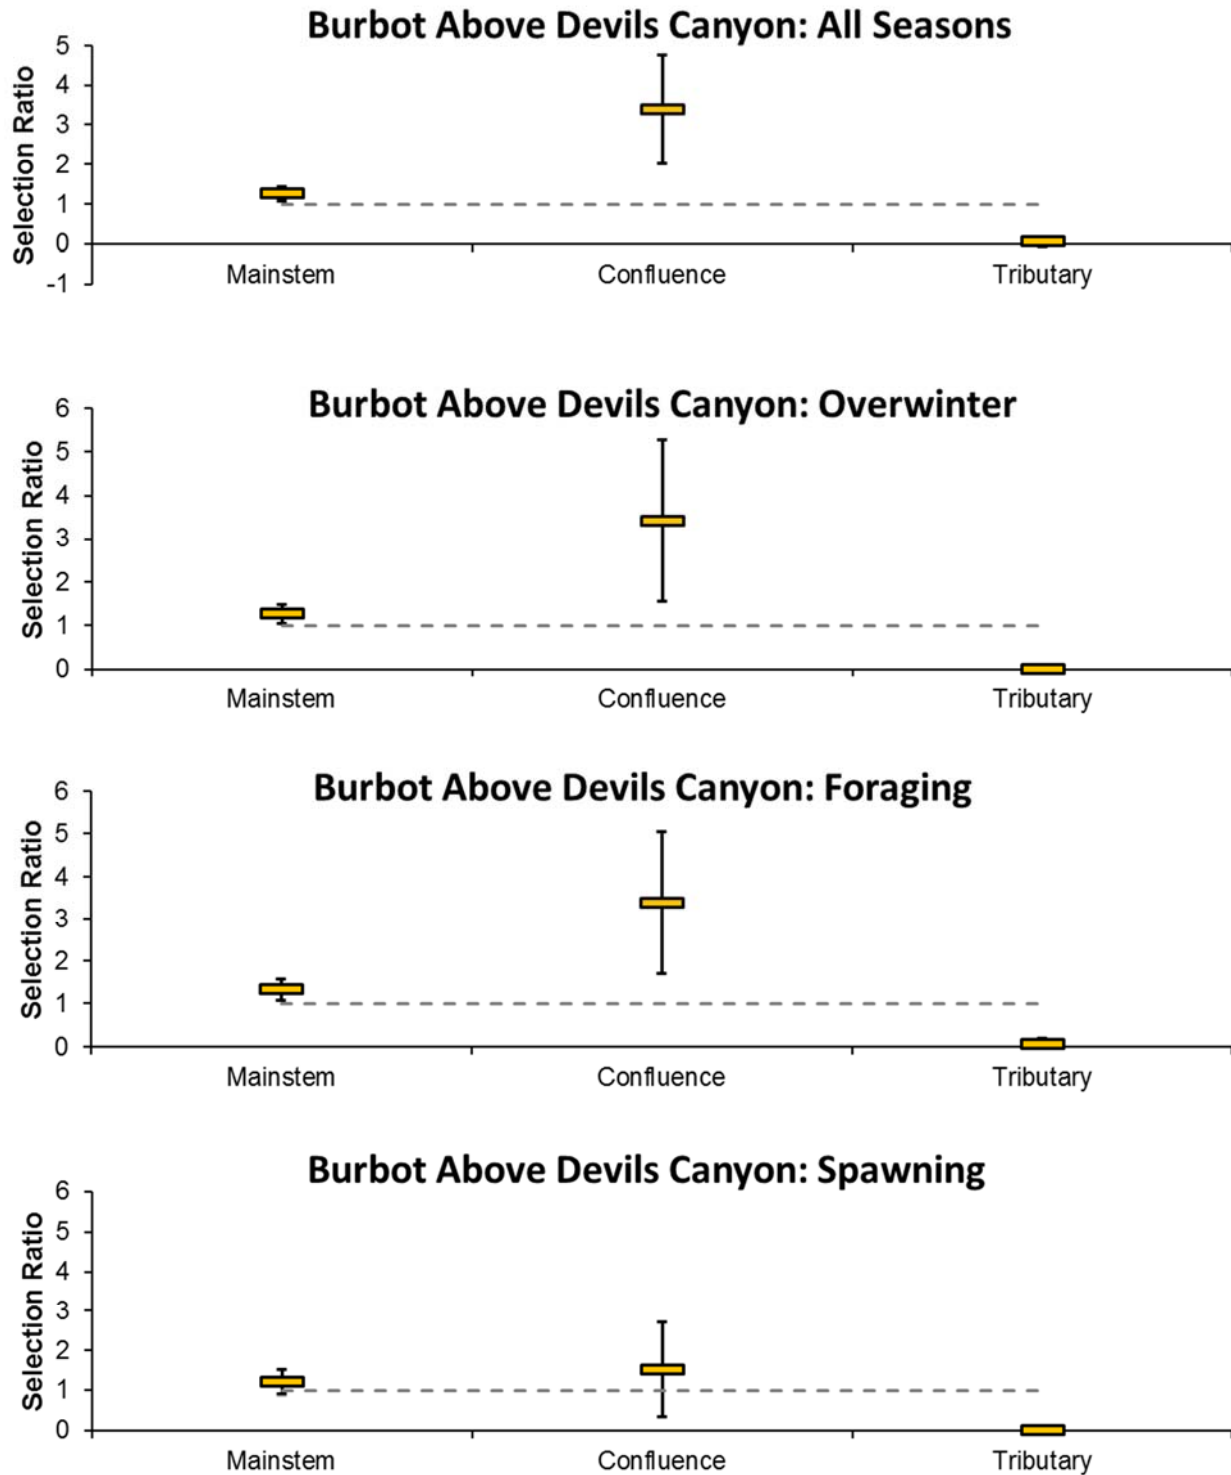 Burbot Above Devils Canyon: All Seasons
Selection Ratio
5
4
3
2
1
0
-1
Mainstem Confluence Tributary
Burbot Above Devils Canyon: Overwinter
Selection Ratio
6
5
4
3
2
1
0
Mainstem Confluence Tributary
Burbot Above Devils Canyon: Foraging
Selection Ratio
6
5
4
3
2
1
0
Mainstem Confluence Tributary
Burbot Above Devils Canyon: Spawning
Selection Ratio
6
5
4
3
2
1
0
Mainstem Confluence Tributary